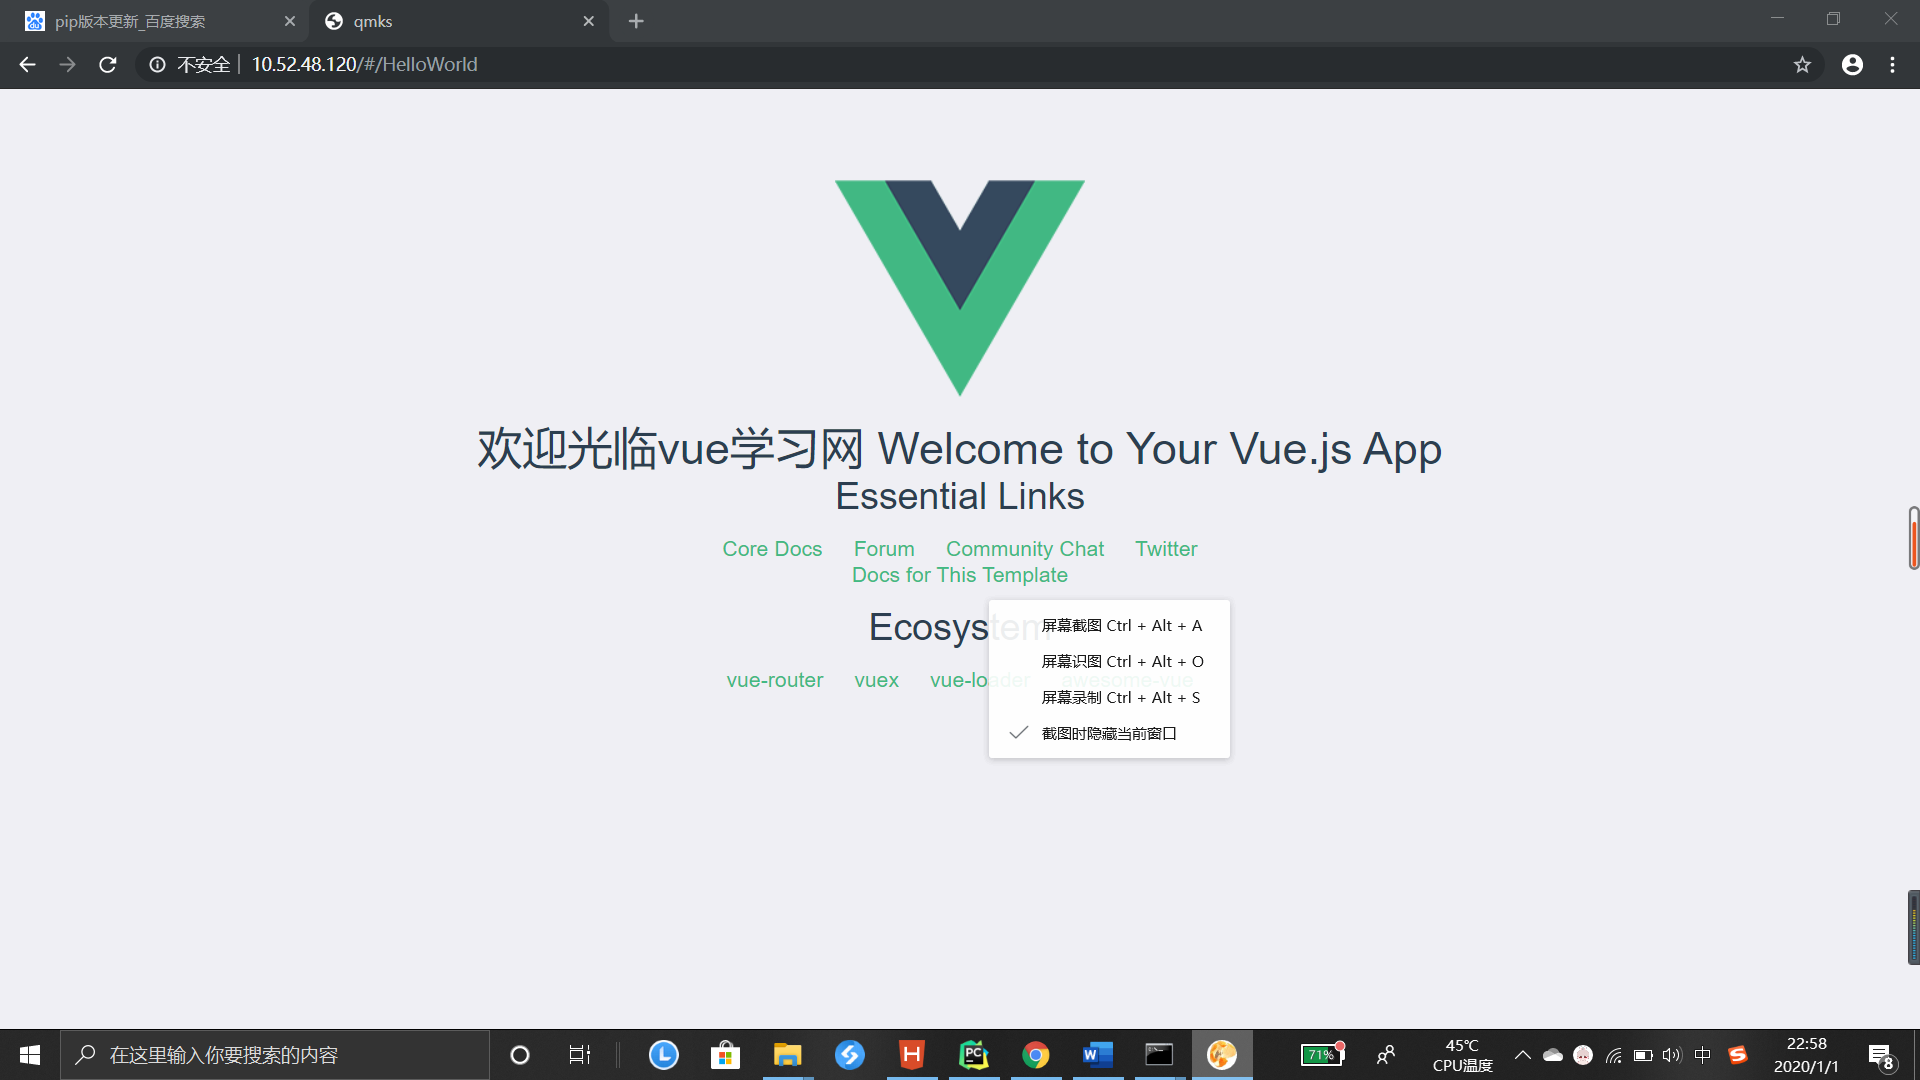 pip版本更新_百度搜索
qmks
不安全 10.52.48.120/#/HelloWorld
欢迎光临vue学习网 Welcome to Your Vue.js App
Essential Links
Core Docs Forum Community Chat Twitter
Docs for This Template
Ecosystem
vue-router vuex vue-loader awesome-vue
屏幕截图 Ctrl + Alt + A
屏幕识图 Ctrl + Alt + O
屏幕录制 Ctrl + Alt + S
截图时隐藏当前窗口
在这里输入你要搜索的内容
71%
45℃
CPU温度
中
22:58
2020/1/1
8